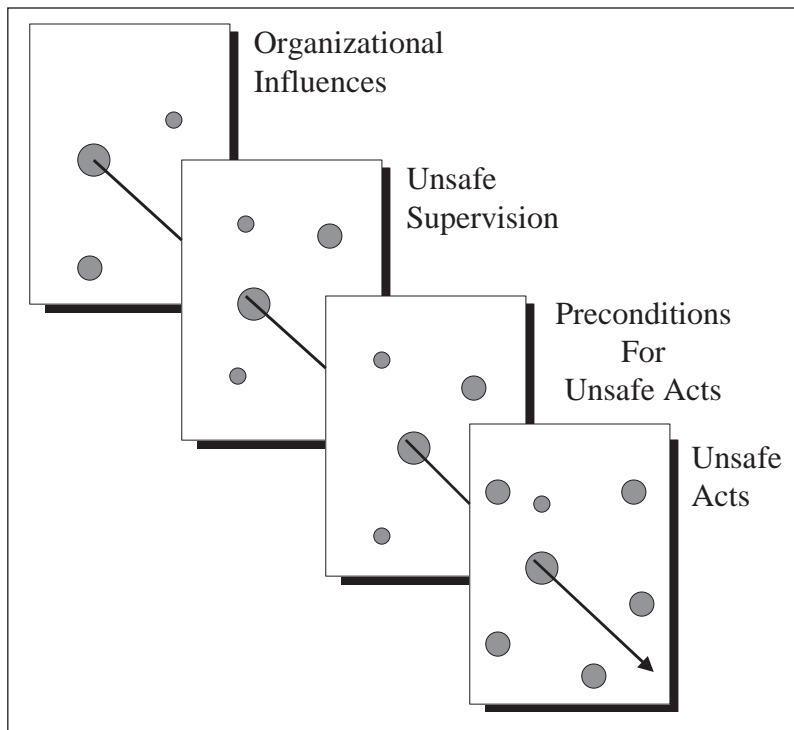 Organizational
Influences
Unsafe
Supervision
Preconditions
For
Unsafe Acts
Unsafe
Acts